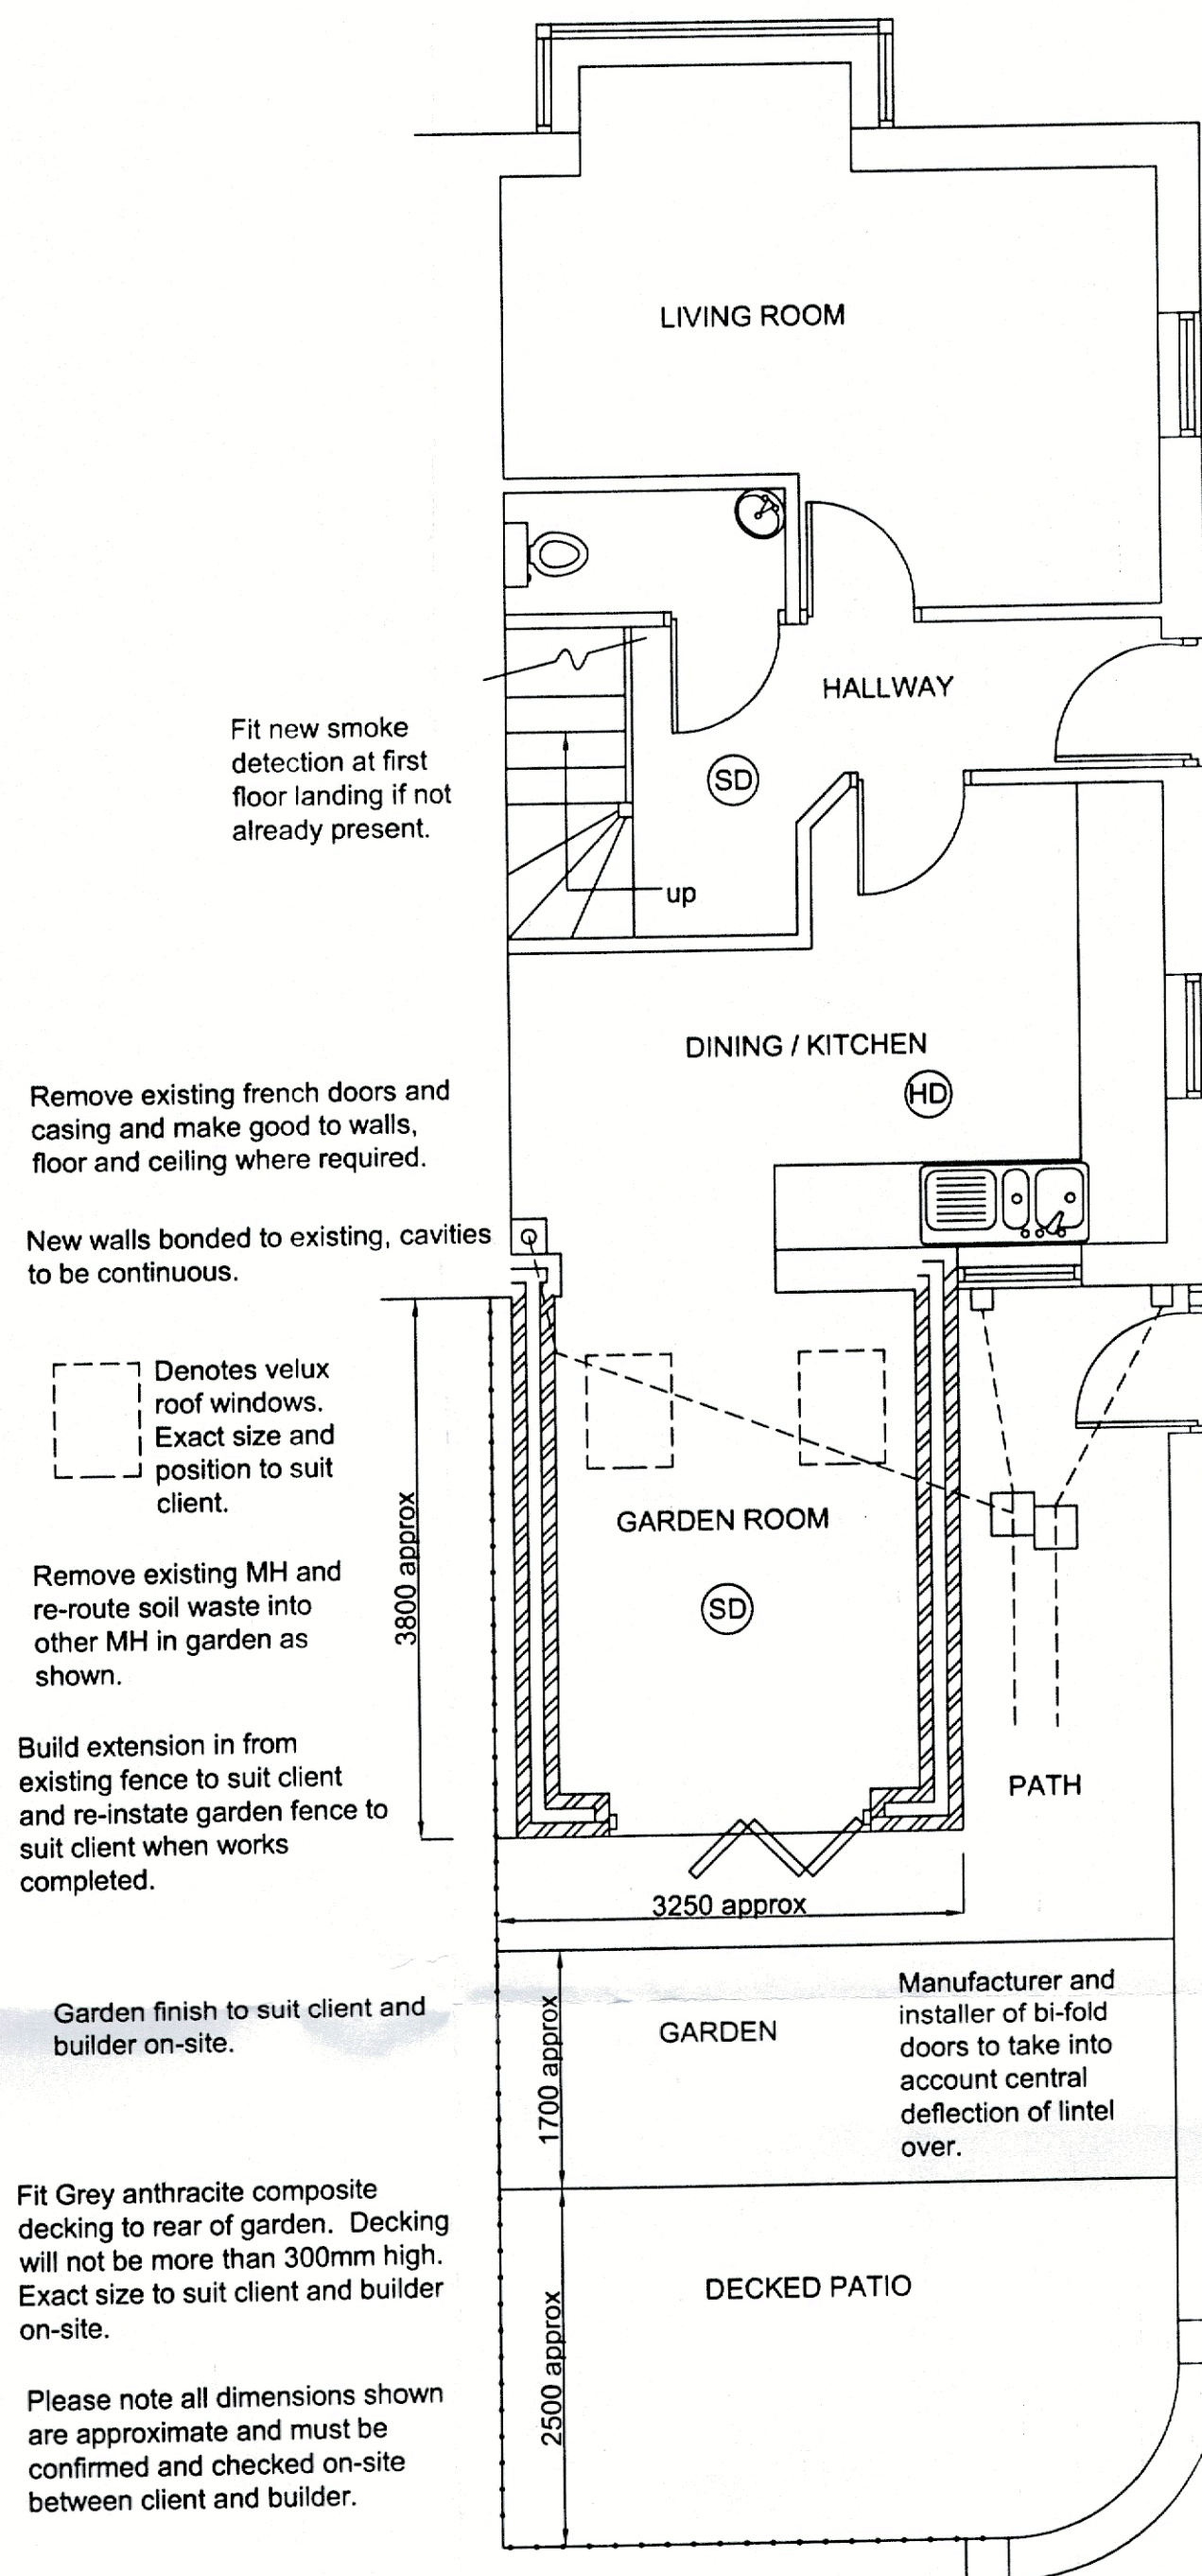 LIVING ROOM
HALLWAY
Fit new smoke
detection at first
floor landing if not
already present.
SD
up
DINING / KITCHEN
HD
Remove existing french doors and
casing and make good to walls,
floor and ceiling where required.
New walls bonded to existing, cavities
to be continuous.
Denotes velux
roof windows.
Exact size and
position to suit
client.
3800 approx
GARDEN ROOM
SD
Remove existing MH and
re-route soil waste into
other MH in garden as
shown.
Build extension in from
existing fence to suit client
and re-instate garden fence to
suit client when works
completed.
PATH
3250 approx
Garden finish to suit client and
builder on-site.
1700 approx
GARDEN
Manufacturer and
installer of bi-fold
doors to take into
account central
deflection of lintel
over.
Fit Grey anthracite composite
decking to rear of garden. Decking
will not be more than 300mm high.
Exact size to suit client and builder
on-site.
DECKED PATIO
2500 approx
Please note all dimensions shown
are approximate and must be
confirmed and checked on-site
between client and builder.